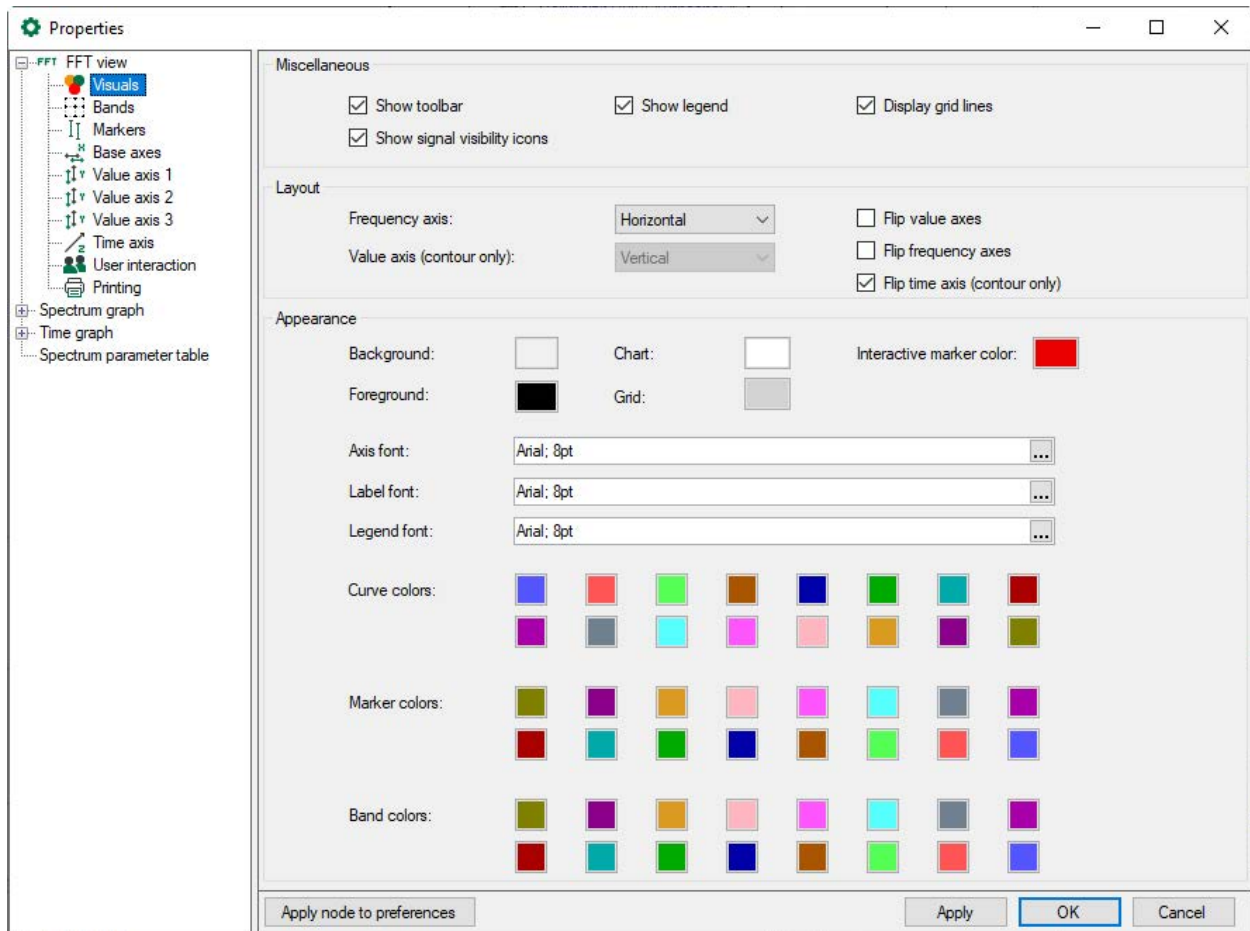 Properties
FFT FFT view
Visuals
Bands
Markers
X Base axes
Y Value axis 1
Y Value axis 2
Y Value axis 3
Z Time axis
User interaction
Printing
Spectrum graph
Time graph
Spectrum parameter table
Miscellaneous
Show toolbar Show legend Display grid lines
Show signal visibility icons
Layout
Frequency axis: Horizontal Flip value axes
Flip frequency axes
Value axis (contour only): Vertical
Flip time axis (contour only)
Appearance
Background: Chart: Interactive marker color:
Foreground: Grid:
Axis font: Arial; 8pt ...
Label font: Arial; 8pt ...
Legend font: Arial; 8pt ...
Curve colors:
Marker colors:
Band colors:
Apply node to preferences Apply OK Cancel